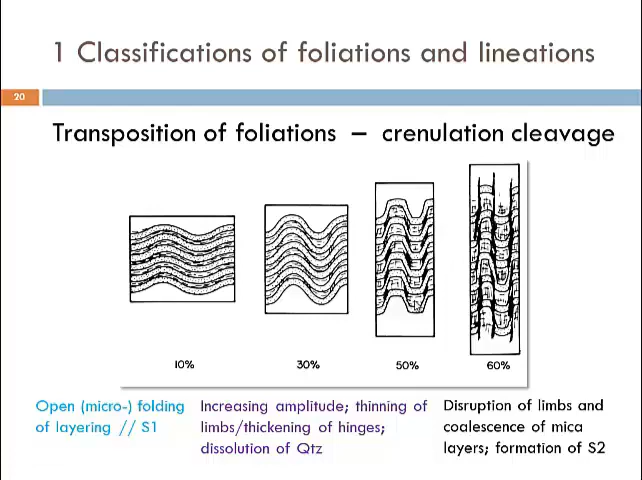 1 Classifications of foliations and lineations
20
Transposition of foliations – crenulation cleavage
10%
30%
50%
60%
Open (micro-) folding
of layering // S1
Increasing amplitude; thinning of
limbs/thickening of hinges;
dissolution of Qtz
Disruption of limbs and
coalescence of mica
layers; formation of S2